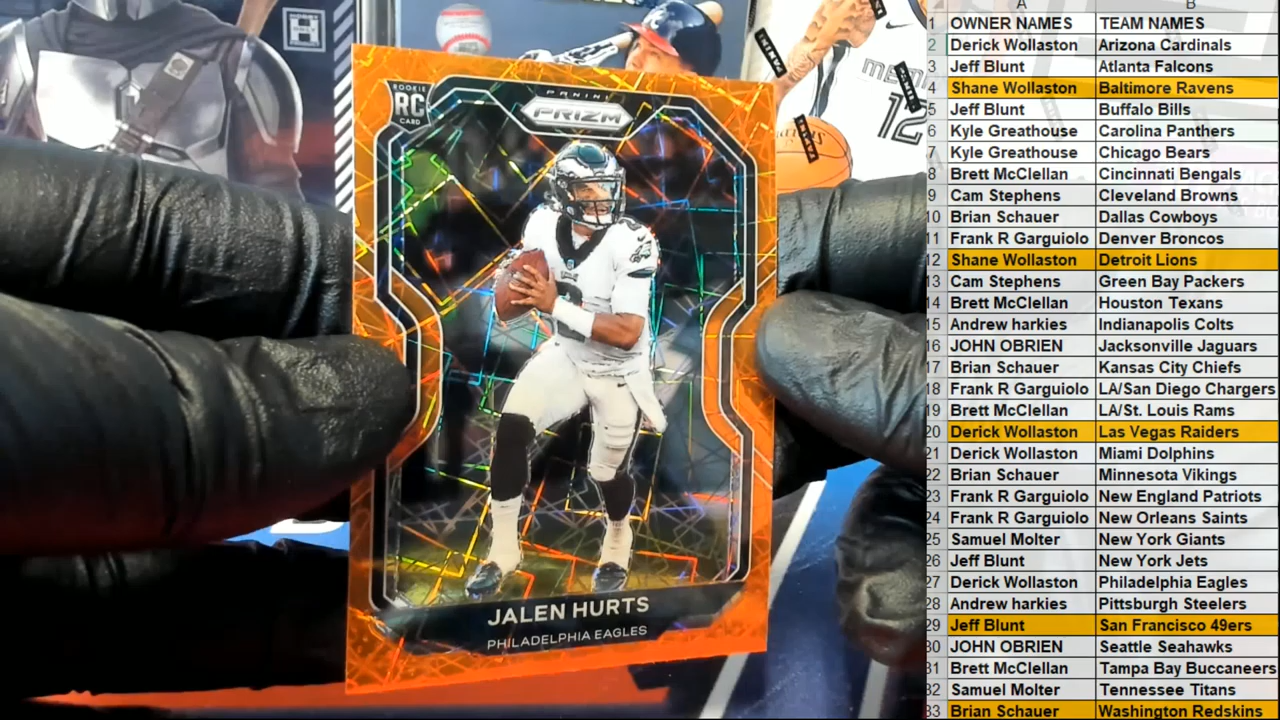 ROOKIE
RC
CARD
PANINI
PRIZM
JALEN HURTS
PHILADELPHIA EAGLES
12
A B
1 OWNER NAMES TEAM NAMES
2 Derick Wollaston Arizona Cardinals
3 Jeff Blunt Atlanta Falcons
4 Shane Wollaston Baltimore Ravens
5 Jeff Blunt Buffalo Bills
6 Kyle Greathouse Carolina Panthers
7 Kyle Greathouse Chicago Bears
8 Brett McClellan Cincinnati Bengals
9 Cam Stephens Cleveland Browns
10 Brian Schauer Dallas Cowboys
11 Frank R Garguiolo Denver Broncos
12 Shane Wollaston Detroit Lions
13 Cam Stephens Green Bay Packers
14 Brett McClellan Houston Texans
15 Andrew harkies Indianapolis Colts
16 JOHN OBRIEN Jacksonville Jaguars
17 Brian Schauer Kansas City Chiefs
18 Frank R Garguiolo LA/San Diego Chargers
19 Brett McClellan LA/St. Louis Rams
20 Derick Wollaston Las Vegas Raiders
21 Derick Wollaston Miami Dolphins
22 Brian Schauer Minnesota Vikings
23 Frank R Garguiolo New England Patriots
24 Frank R Garguiolo New Orleans Saints
25 Samuel Molter New York Giants
26 Jeff Blunt New York Jets
27 Derick Wollaston Philadelphia Eagles
28 Andrew harkies Pittsburgh Steelers
29 Jeff Blunt San Francisco 49ers
30 JOHN OBRIEN Seattle Seahawks
31 Brett McClellan Tampa Bay Buccaneers
32 Samuel Molter Tennessee Titans
33 Brian Schauer Washington Redskins